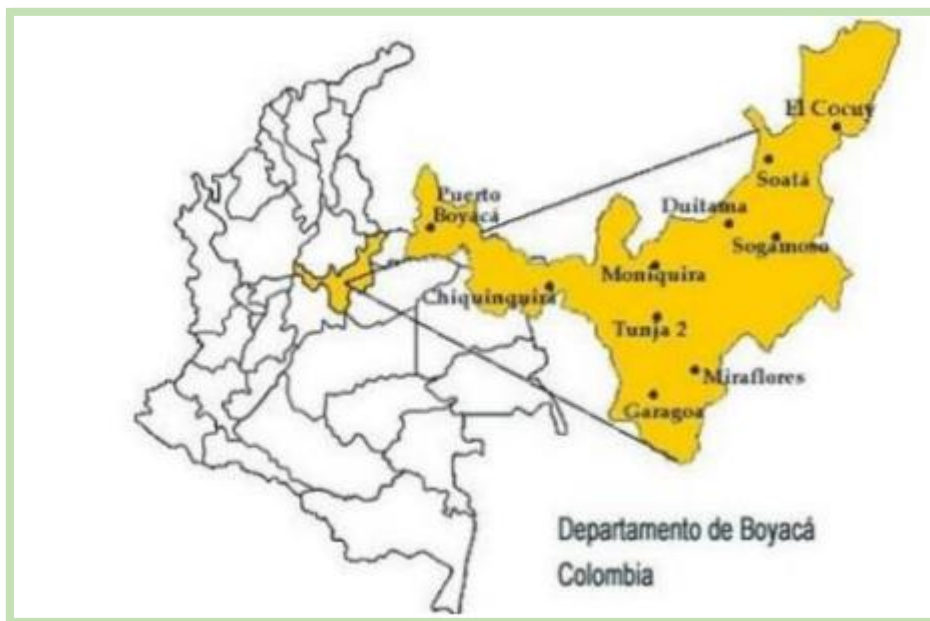 El Cocuy
Soatá
Puerto
Boyacá
Duitama
Sogamoso
Moniquira
Chiquinquira
Tunja 2
Miraflores
Garagoa
Departamento de Boyacá
Colombia